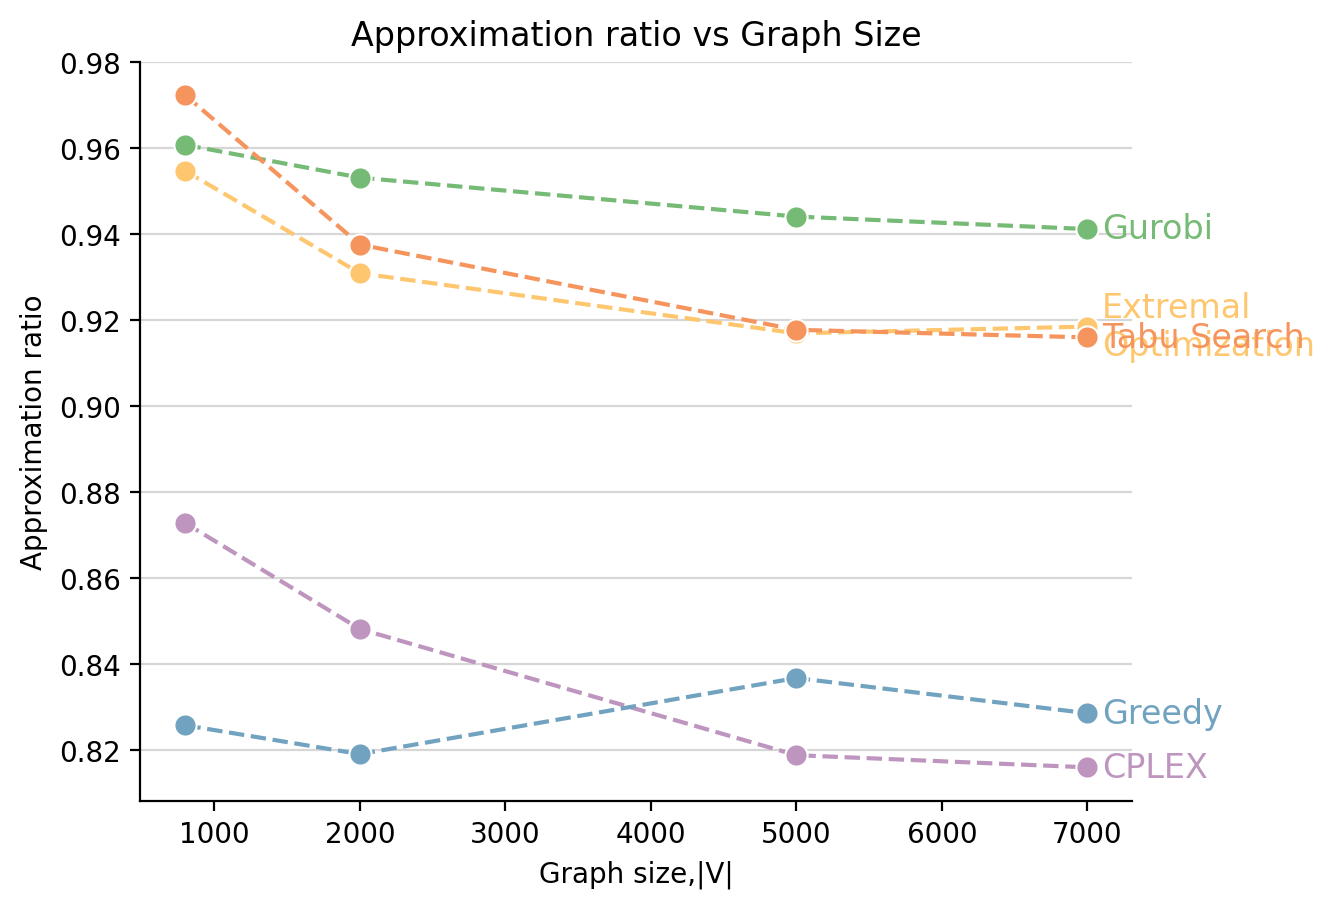 Approximation ratio vs Graph Size
0.98
0.96
0.94
0.92
0.90
0.88
0.86
0.84
0.82
Approximation ratio
Gurobi
Extremal
Optimization
Tabu Search
Greedy
CPLEX
1000 2000 3000 4000 5000 6000 7000
Graph size,|V|